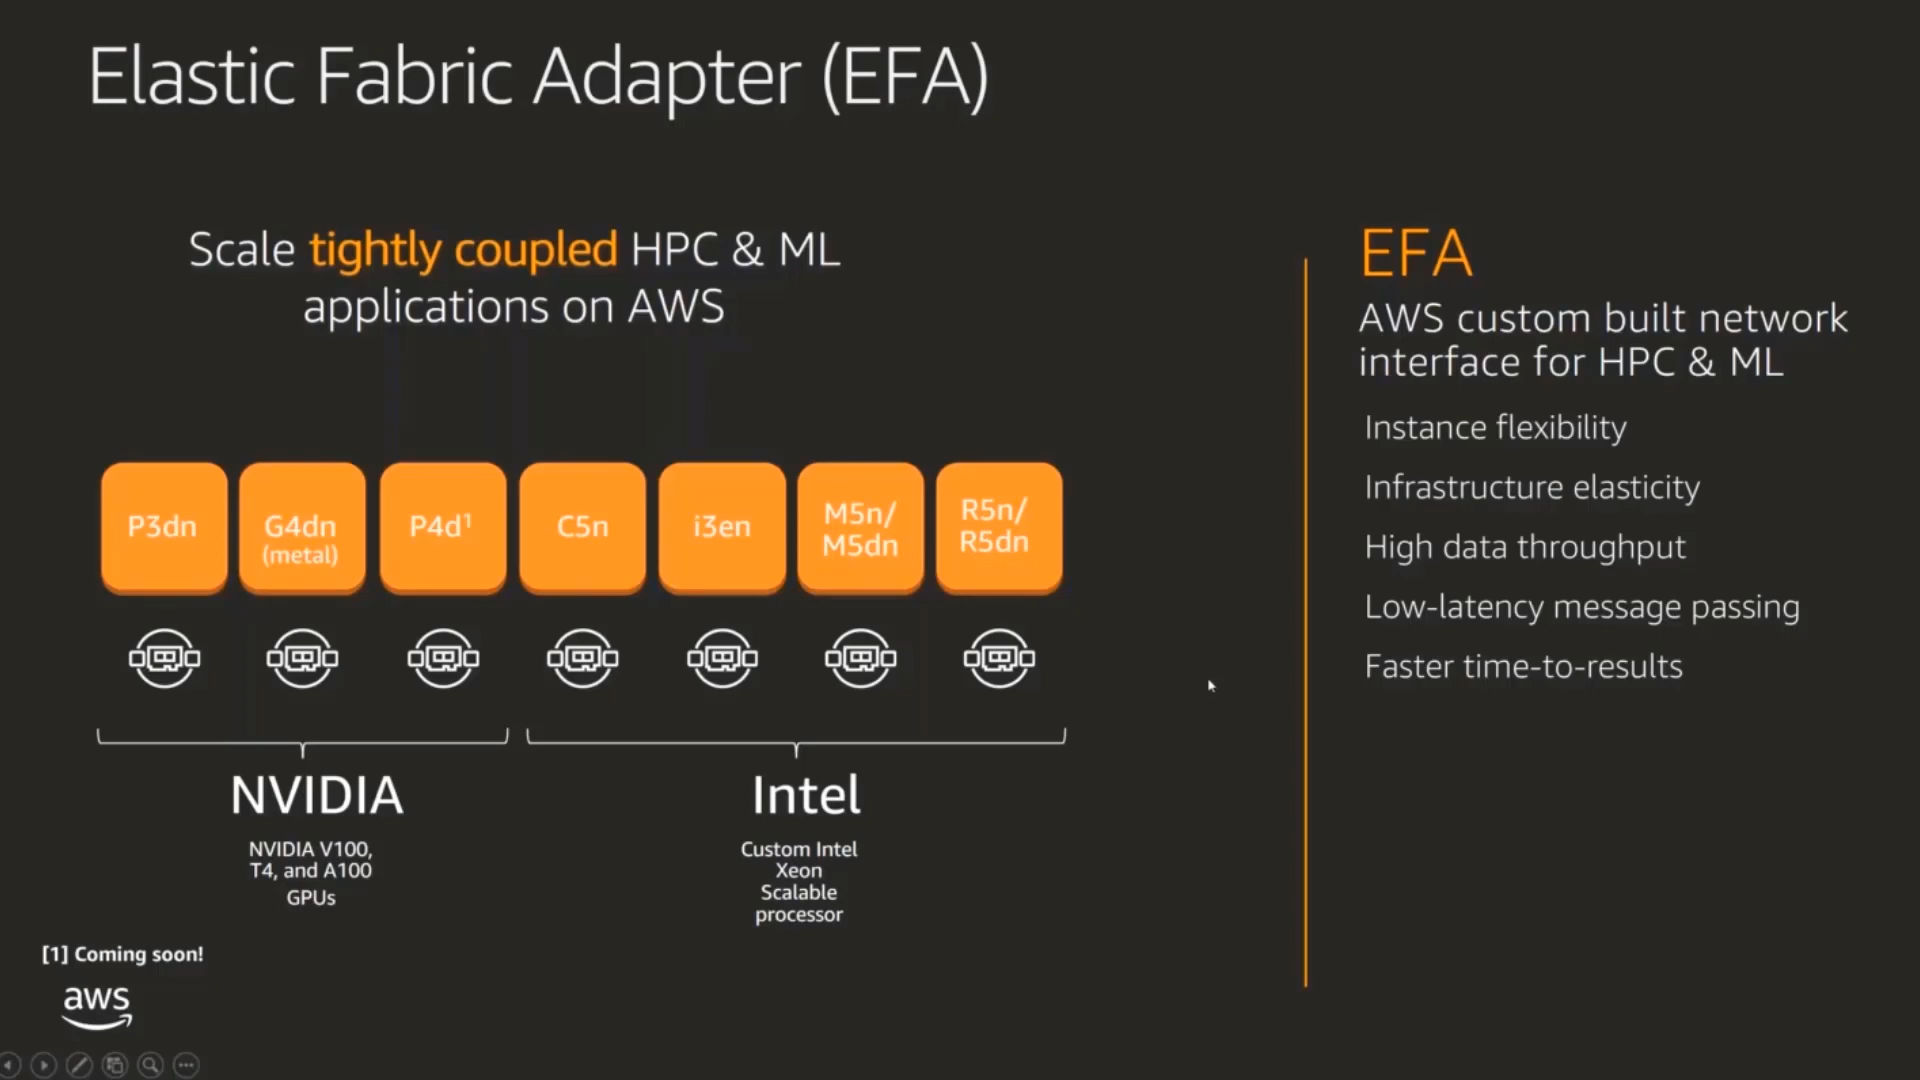 Elastic Fabric Adapter (EFA)
Scale tightly coupled HPC & ML
applications on AWS
P3dn
G4dn
(metal)
P4d¹
C5n
i3en
M5n/
M5dn
R5n/
R5dn
NVIDIA
NVIDIA V100,
T4, and A100
GPUs
Intel
Custom Intel
Xeon
Scalable
processor
[1] Coming soon!
aws
EFA
AWS custom built network
interface for HPC & ML
Instance flexibility
Infrastructure elasticity
High data throughput
Low-latency message passing
Faster time-to-results